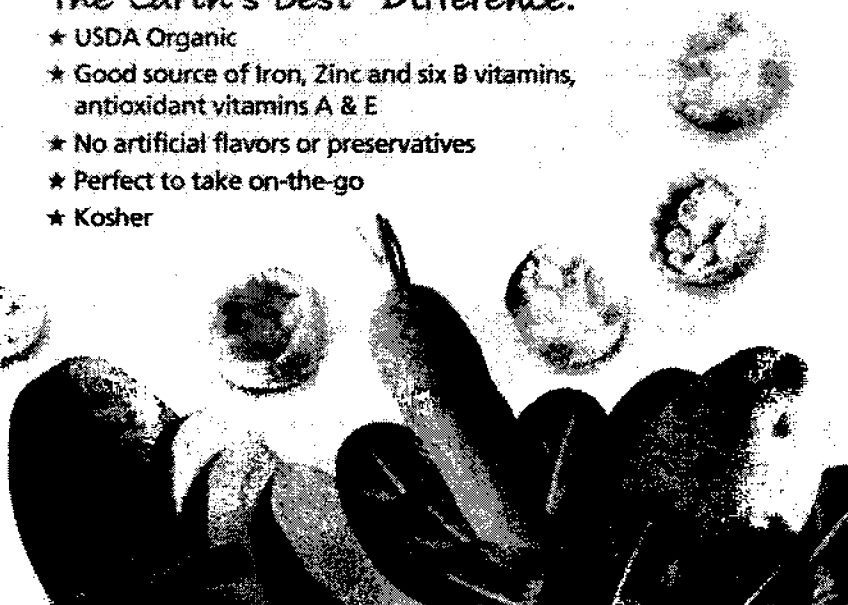 The Earth's Best Difference.
★ USDA Organic
★ Good source of Iron, Zinc and six B vitamins,
antioxidant vitamins A & E
★ No artificial flavors or preservatives
★ Perfect to take on-the-go
★ Kosher